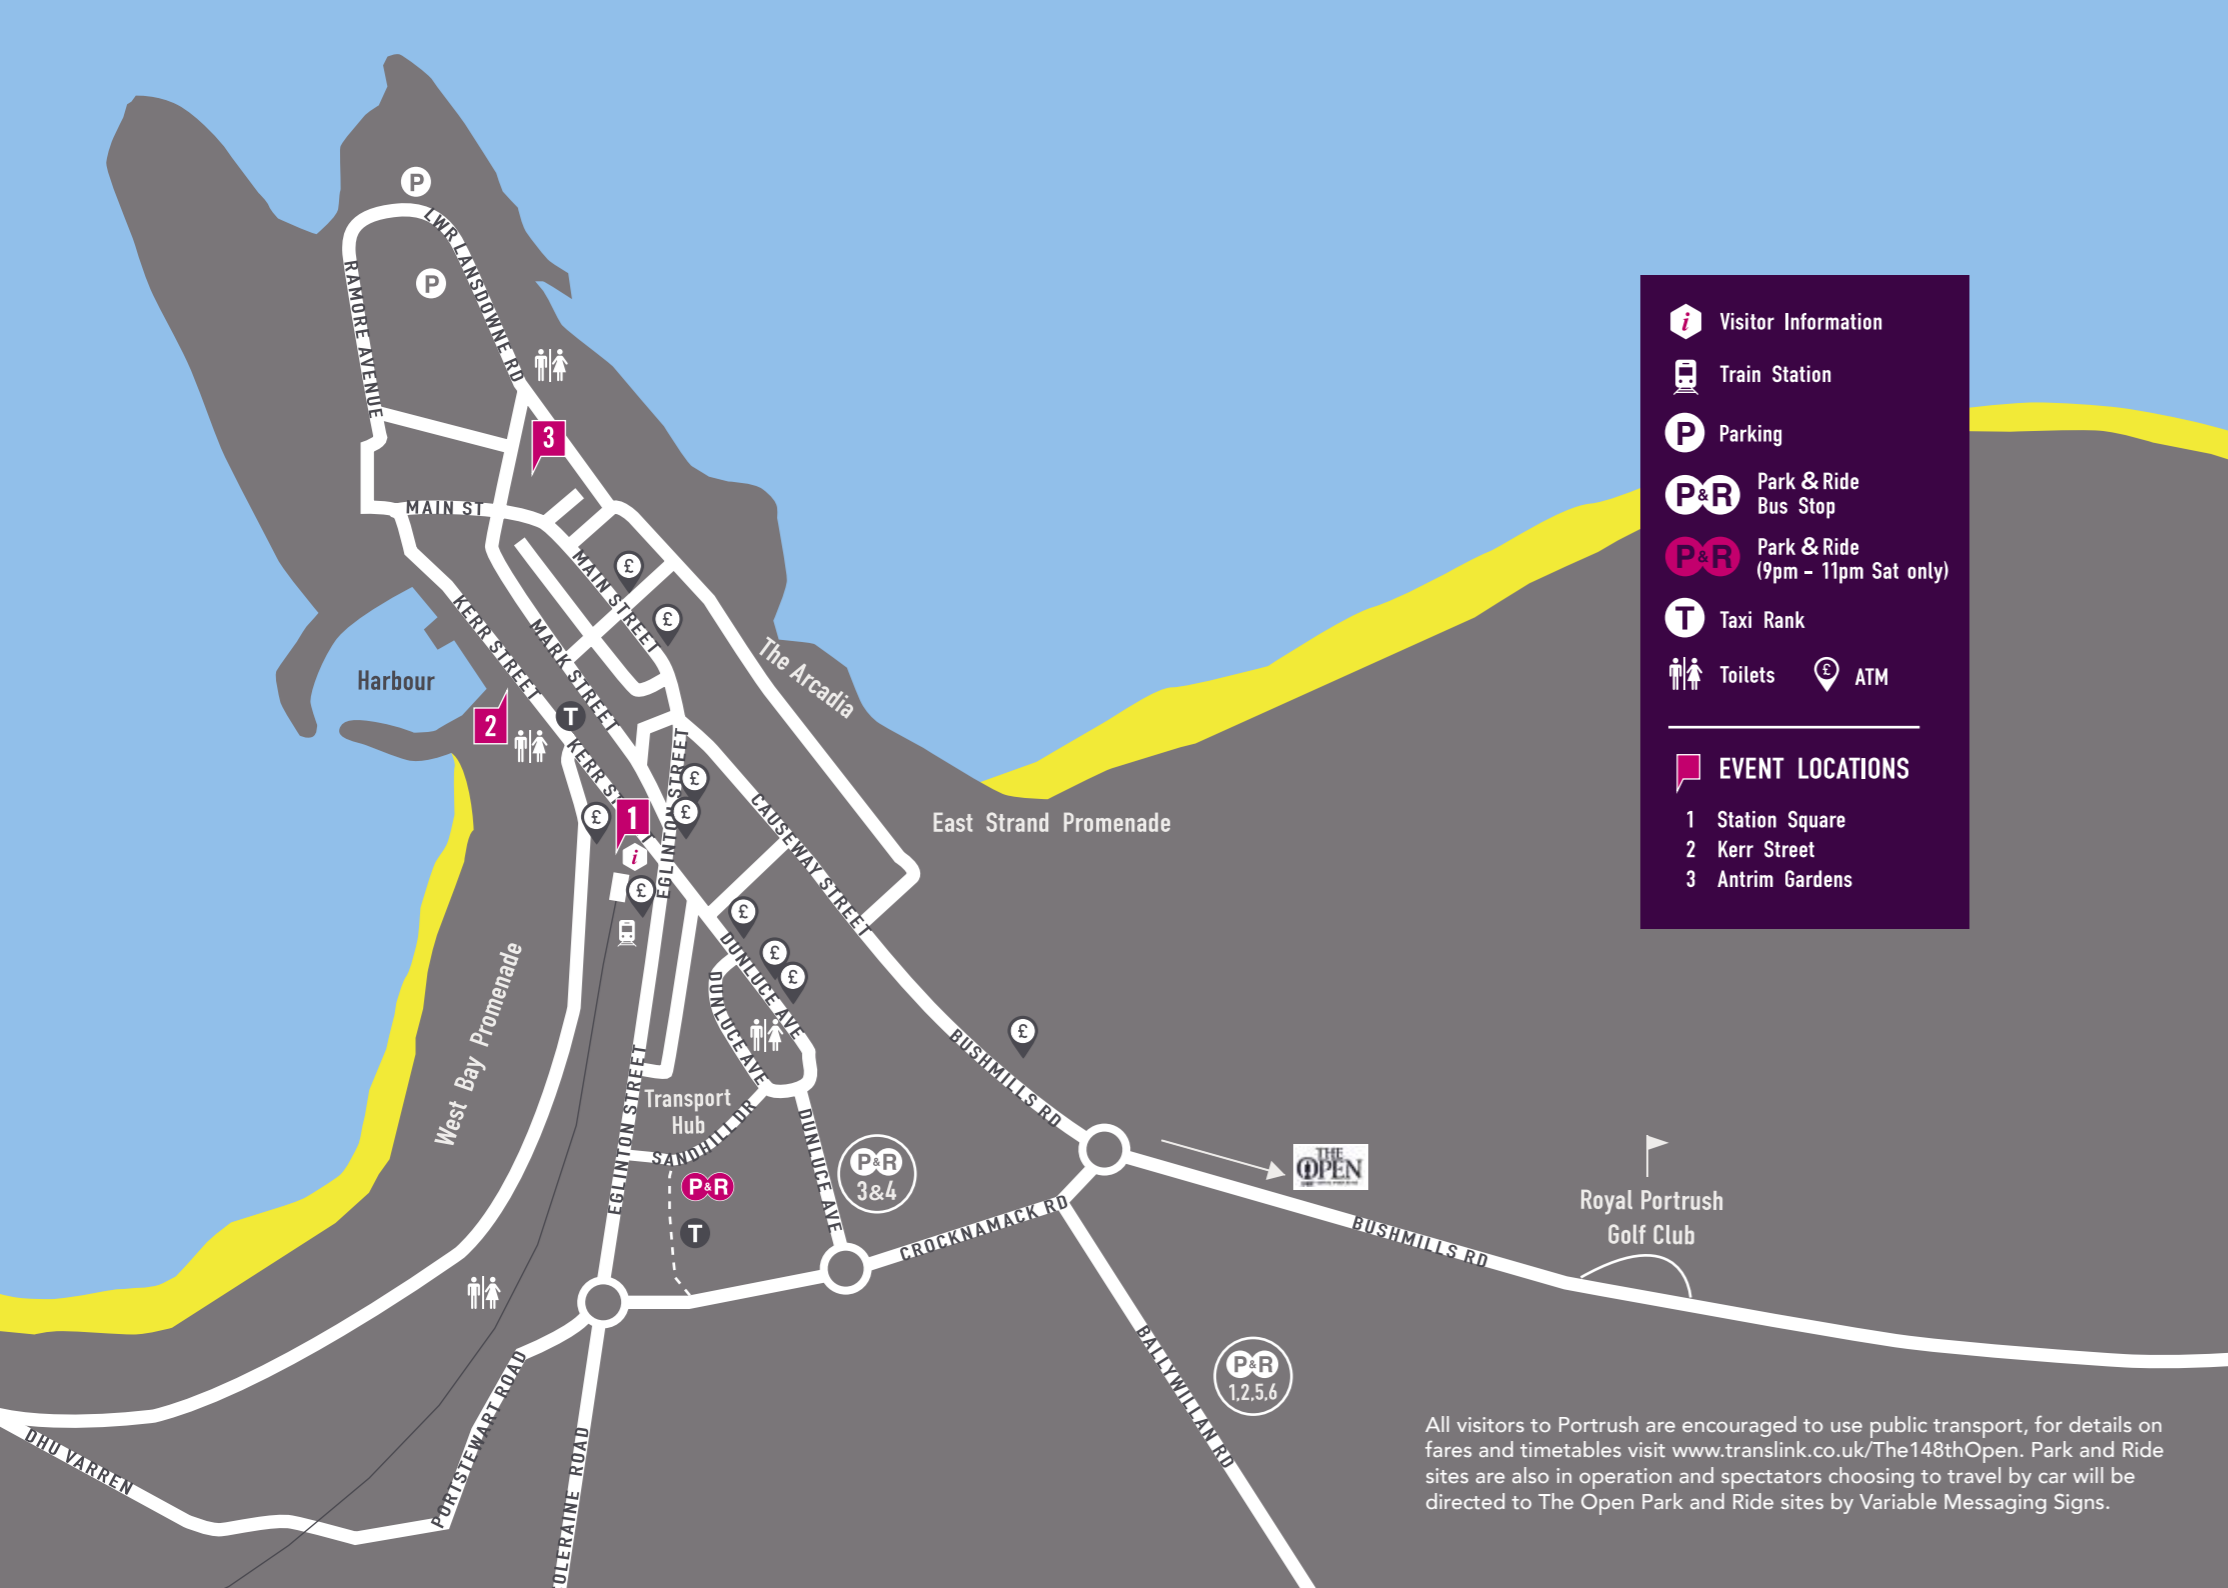 P
LWR LANSDOWNE RD
P
RAMORE AVENUE
3
MAIN ST
MAIN STREET
£
£
KERR STREET
MARK STREET
The Arcadia
Harbour
2
T
KERR ST
EGLINTON STREET
£
£
£
1
i
£
CAUSEWAY STREET
East Strand Promenade
£
£
£
DUNLUCE AVE
DUNLUCE AVE
West Bay Promenade
£
BUSHMILLS RD
EGLINTON STREET
Transport
Hub
SANDHILL DR
DUNLUCE AVE
P&R
3&4
P&R
T
CROCKNAMACK RD
THE
OPEN
BUSHMILLS RD
Royal Portrush
Golf Club
BALLYWILLAN RD
P&R
1,2,5,6
DHU VARREN
PORTSTEWART ROAD
OLERAINE ROAD
i Visitor Information
Train Station
P Parking
P&R Park & Ride
Bus Stop
P&R Park & Ride
(9pm – 11pm Sat only)
T Taxi Rank
Toilets £ ATM
EVENT LOCATIONS
1 Station Square
2 Kerr Street
3 Antrim Gardens
All visitors to Portrush are encouraged to use public transport, for details on
fares and timetables visit www.translink.co.uk/The148thOpen. Park and Ride
sites are also in operation and spectators choosing to travel by car will be
directed to The Open Park and Ride sites by Variable Messaging Signs.